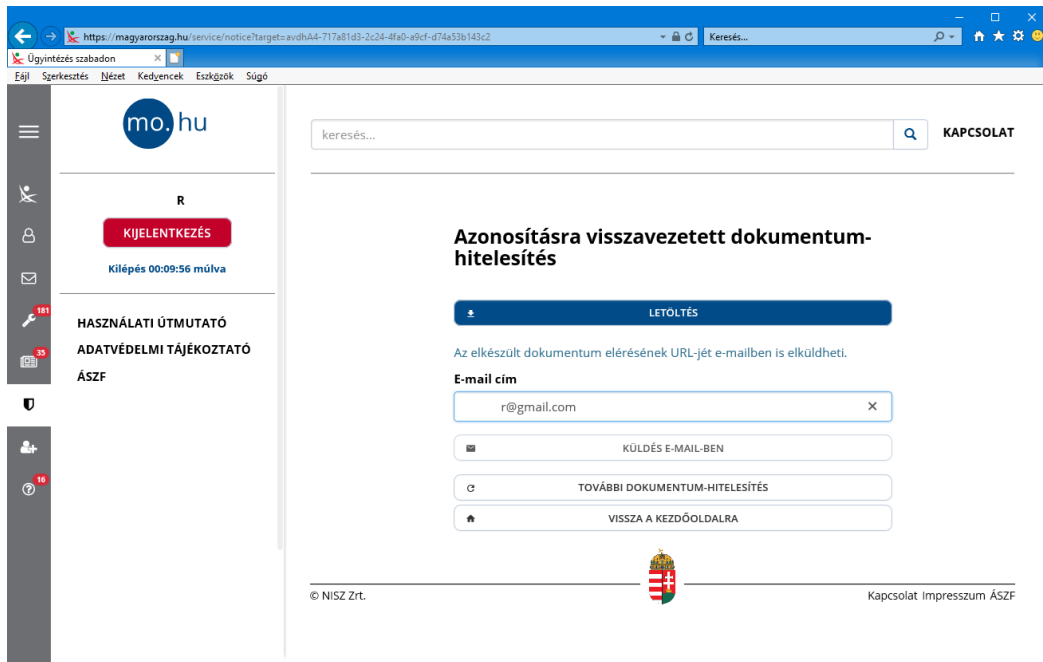 https://magyarorszag.hu/service/notice?target=avdhA4-717a81d3-2c24-4fa0-a9cf-d74a53b143c2
Keresés...
Ügyintézés szabadon
Fájl Szerkesztés Nézet Kedvencek Eszközök Súgó
mo.hu
keresés...
KAPCSOLAT
R
KIJELENTKEZÉS
Kilépés 00:09:56 múlva
181
HASZNÁLATI ÚTMUTATÓ
35
ADATVÉDELMI TÁJÉKOZTATÓ
ÁSZF
16
Azonosításra visszavezetett dokumentum-
hitelesítés
LETÖLTÉS
Az elkészült dokumentum elérésének URL-jét e-mailben is elküldheti.
E-mail cím
r@gmail.com
KÜLDÉS E-MAIL-BEN
TOVÁBBI DOKUMENTUM-HITELESÍTÉS
VISSZA A KEZDŐOLDALRA
© NISZ Zrt.
Kapcsolat Impresszum ÁSZF